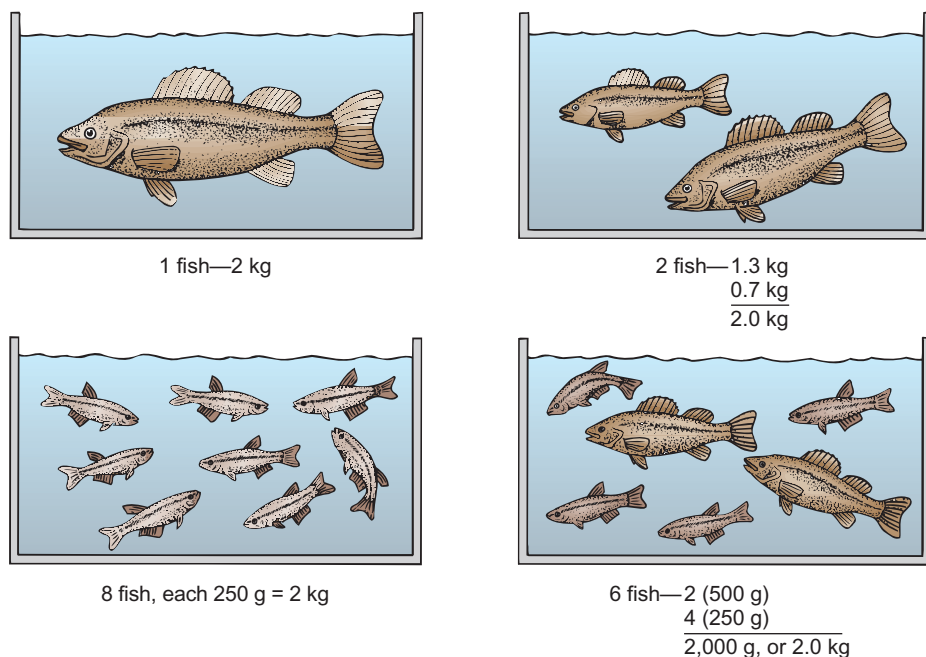 1 fish—2 kg
2 fish—1.3 kg
0.7 kg
2.0 kg
8 fish, each 250 g = 2 kg
6 fish—2 (500 g)
4 (250 g)
2,000 g, or 2.0 kg